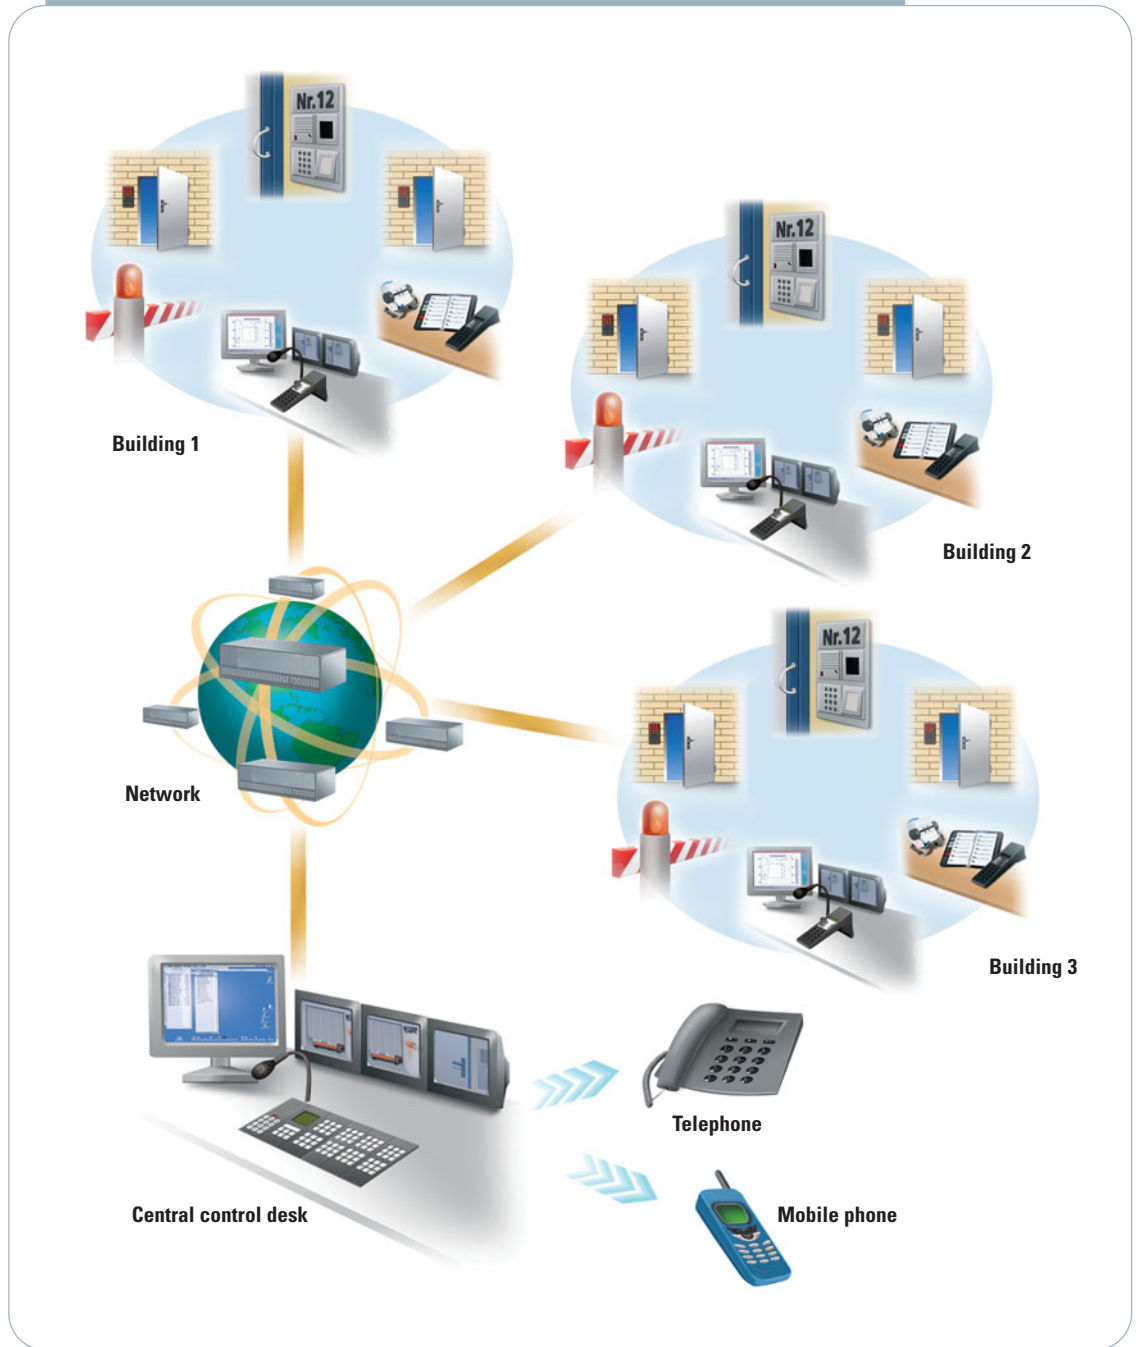 Nr.12
Building 1
Nr.12
Building 2
Nr.12
Network
Building 3
Telephone
Central control desk
Mobile phone